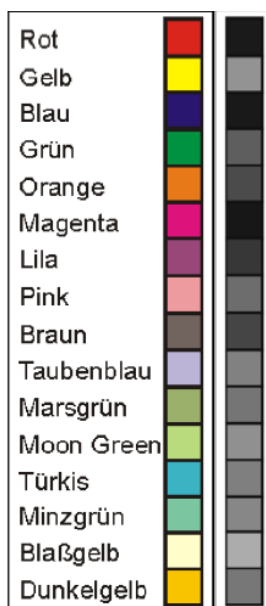 Rot
Gelb
Blau
Grün
Orange
Magenta
Lila
Pink
Braun
Taubenblau
Marsgrün
Moon Green
Türkis
Minzgrün
Blaßgelb
Dunkelgelb